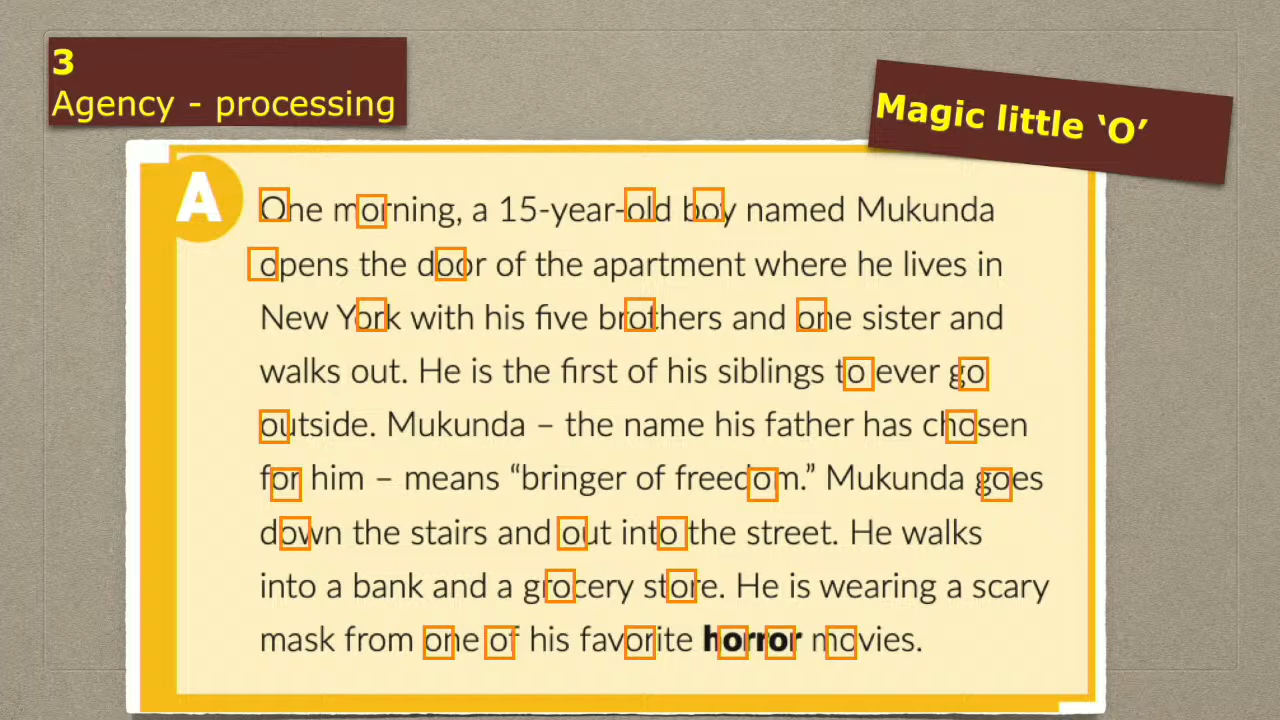 3
Agency - processing
Magic little ‘O’
A
One morning, a 15-year-old boy named Mukunda
opens the door of the apartment where he lives in
New York with his five brothers and one sister and
walks out. He is the first of his siblings to ever go
outside. Mukunda – the name his father has chosen
for him – means “bringer of freedom.” Mukunda goes
down the stairs and out into the street. He walks
into a bank and a grocery store. He is wearing a scary
mask from one of his favorite horror movies.